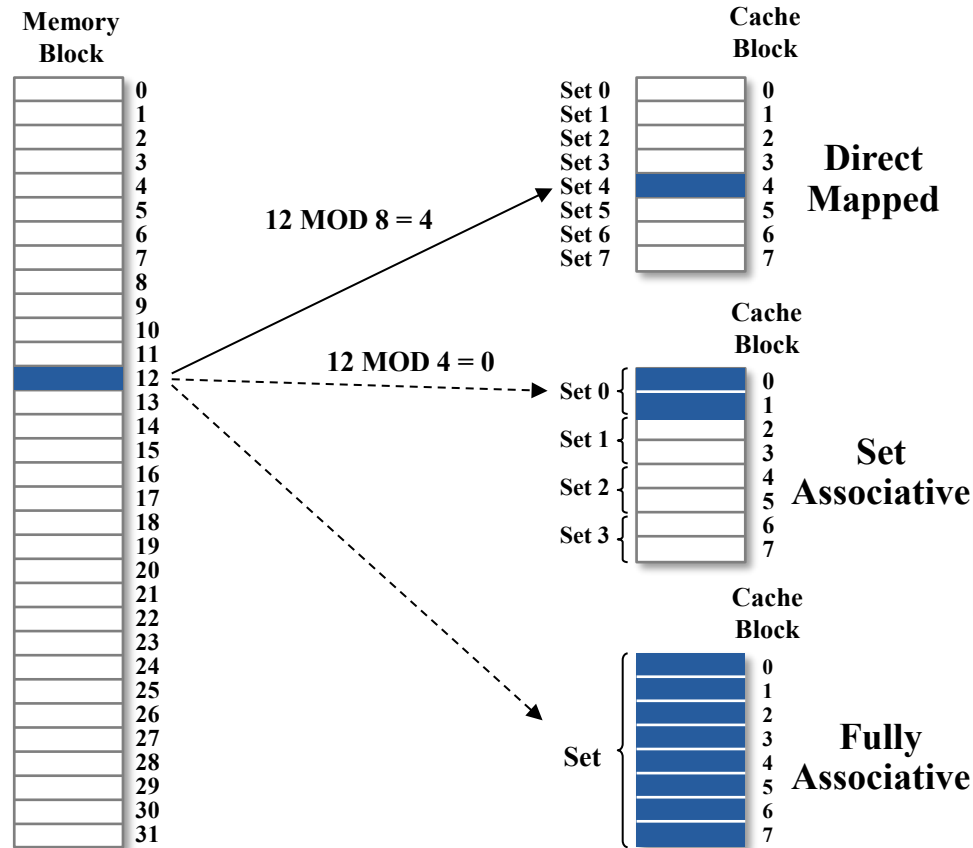 Memory
Block
0
1
2
3
4
5
6
7
8
9
10
11
12
13
14
15
16
17
18
19
20
21
22
23
24
25
26
27
28
29
30
31
12 MOD 8 = 4
12 MOD 4 = 0
Cache
Block
Set 0 0
Set 1 1
Set 2 2
Set 3 3
Set 4 4
Set 5 5
Set 6 6
Set 7 7
Direct
Mapped
Cache
Block
Set 0
Set 1
Set 2
Set 3
0
1
2
3
4
5
6
7
Set
Associative
Cache
Block
Set
0
1
2
3
4
5
6
7
Fully
Associative